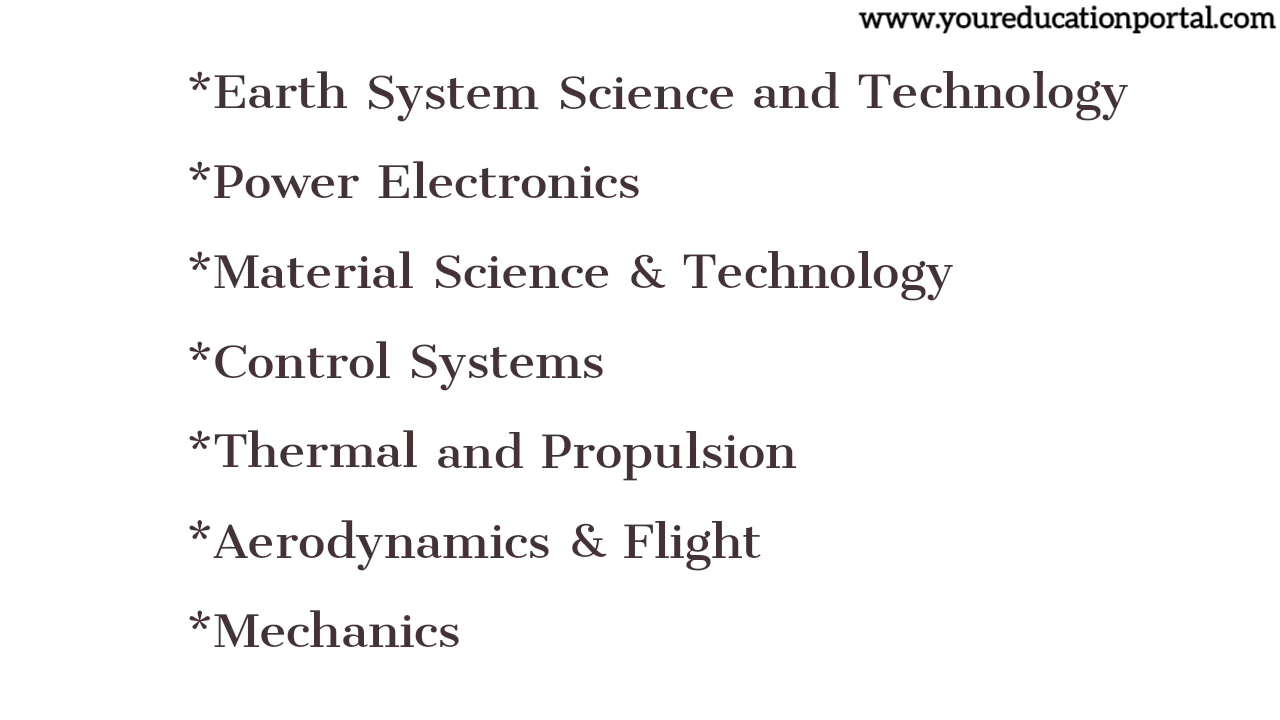 www.youreducationportal.com
*Earth System Science and Technology
*Power Electronics
*Material Science & Technology
*Control Systems
*Thermal and Propulsion
*Aerodynamics & Flight
*Mechanics